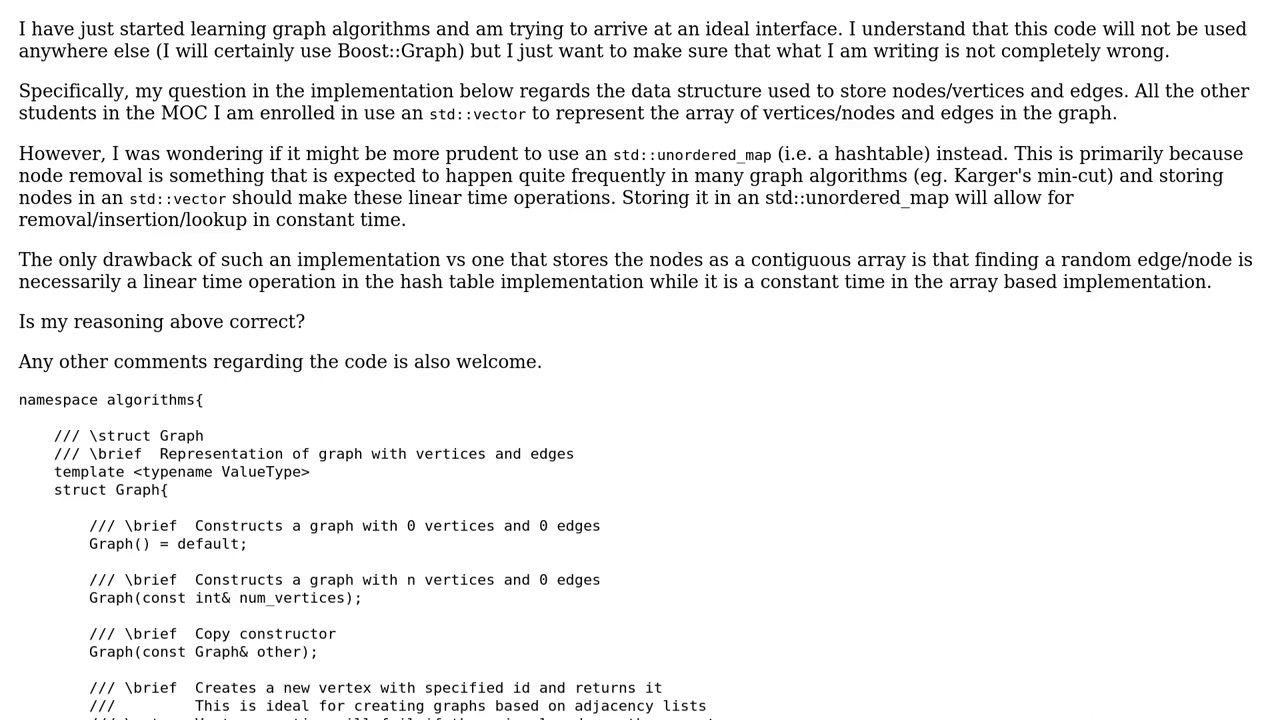 I have just started learning graph algorithms and am trying to arrive at an ideal interface. I understand that this code will not be used
anywhere else (I will certainly use Boost::Graph) but I just want to make sure that what I am writing is not completely wrong.
Specifically, my question in the implementation below regards the data structure used to store nodes/vertices and edges. All the other
students in the MOC I am enrolled in use an std::vector to represent the array of vertices/nodes and edges in the graph.
However, I was wondering if it might be more prudent to use an std::unordered_map (i.e. a hashtable) instead. This is primarily because
node removal is something that is expected to happen quite frequently in many graph algorithms (eg. Karger's min-cut) and storing
nodes in an std::vector should make these linear time operations. Storing it in an std::unordered_map will allow for
removal/insertion/lookup in constant time.
The only drawback of such an implementation vs one that stores the nodes as a contiguous array is that finding a random edge/node is
necessarily a linear time operation in the hash table implementation while it is a constant time in the array based implementation.
Is my reasoning above correct?
Any other comments regarding the code is also welcome.
namespace algorithms{
/// \struct Graph
/// \brief  Representation of graph with vertices and edges
template <typename ValueType>
struct Graph{
/// \brief  Constructs a graph with 0 vertices and 0 edges
Graph() = default;
/// \brief  Constructs a graph with n vertices and 0 edges
Graph(const int& num_vertices);
/// \brief  Copy constructor
Graph(const Graph& other);
/// \brief  Creates a new vertex with specified id and returns it
///         This is ideal for creating graphs based on adjacency lists